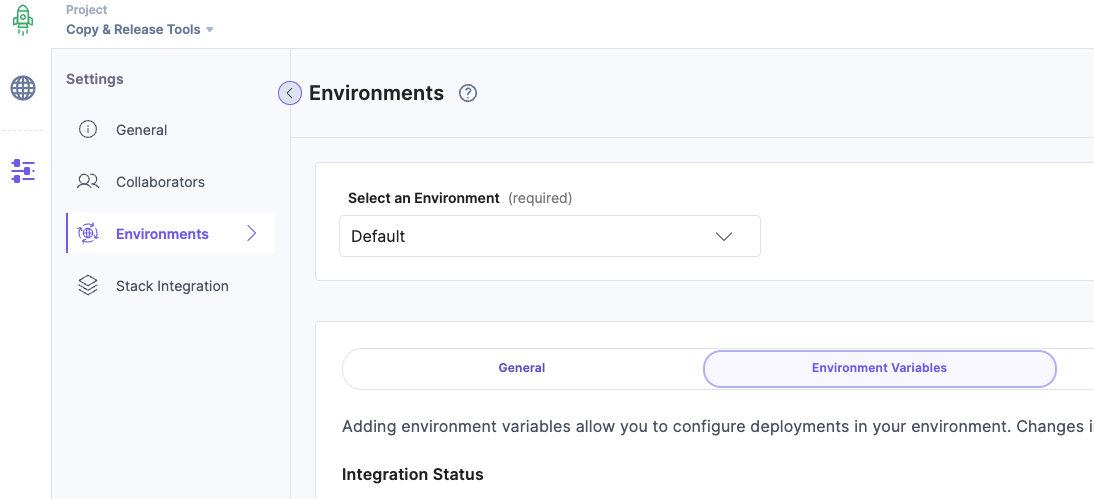 Project
Copy & Release Tools
Settings
General
Collaborators
Environments
Stack Integration
Environments
Select an Environment (required)
Default
General
Environment Variables
Adding environment variables allow you to configure deployments in your environment. Changes i
Integration Status